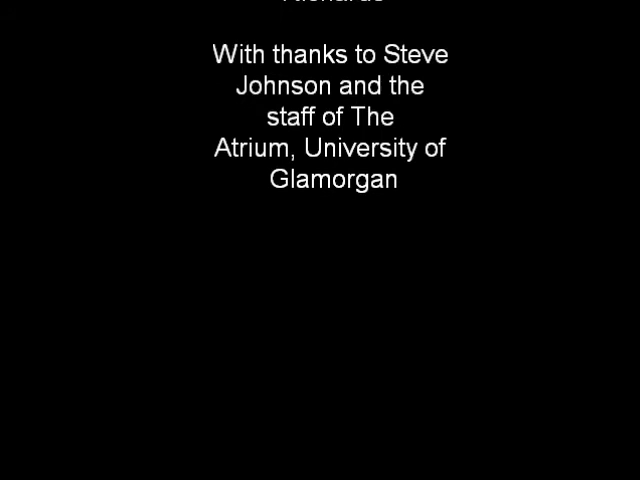 With thanks to Steve
Johnson and the
staff of The
Atrium, University of
Glamorgan